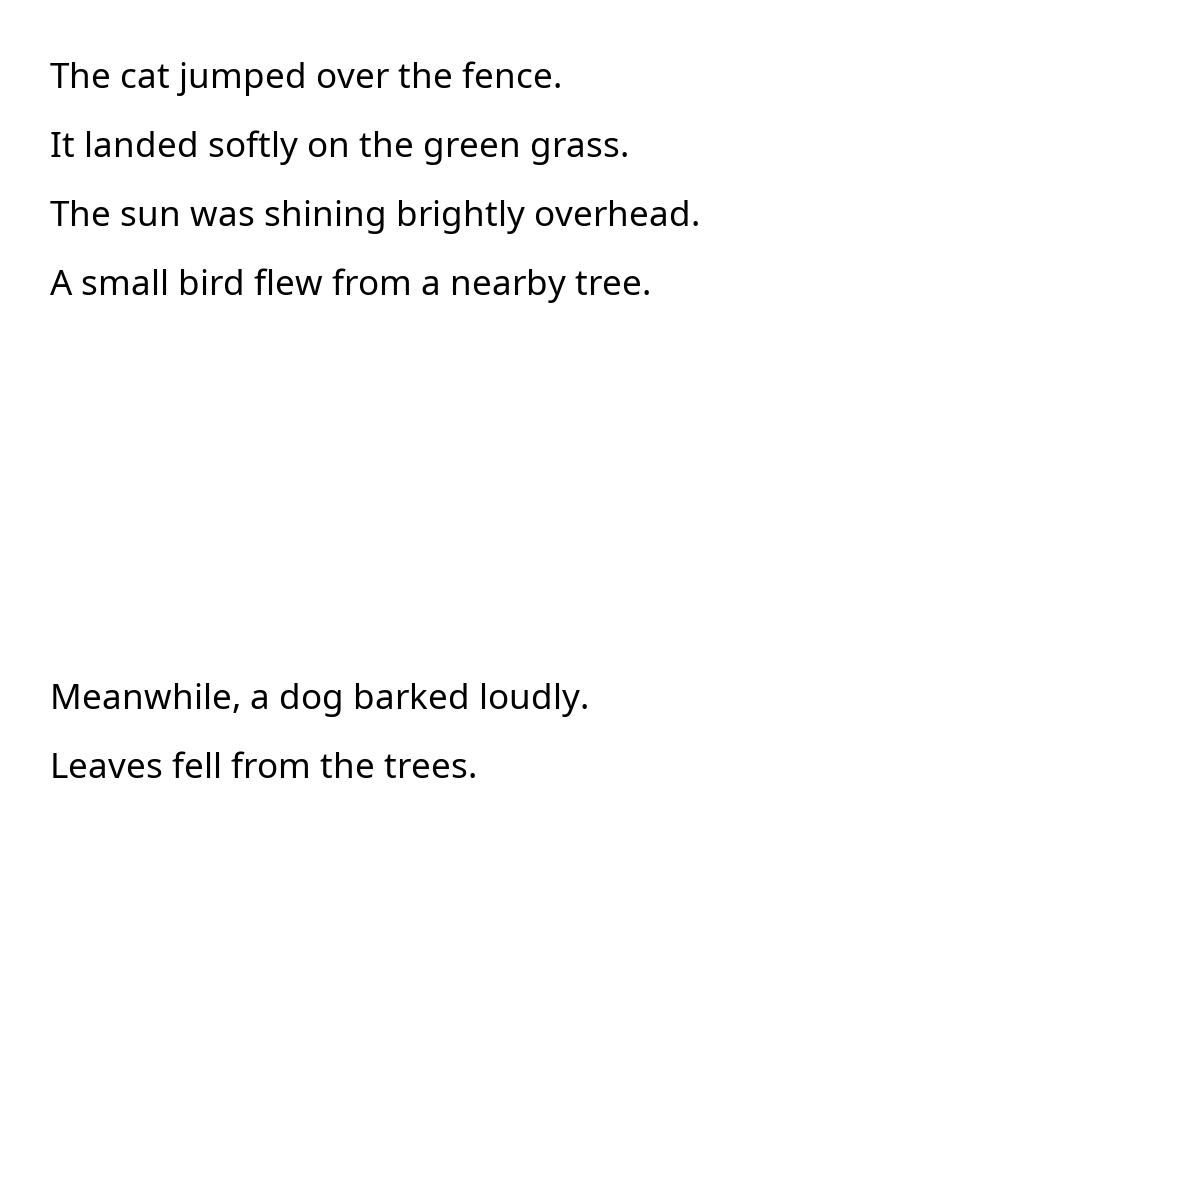 The cat jumped over the fence.
It landed softly on the green grass.
The sun was shining brightly overhead.
A small bird flew from a nearby tree.
Meanwhile, a dog barked loudly.
Leaves fell from the trees.